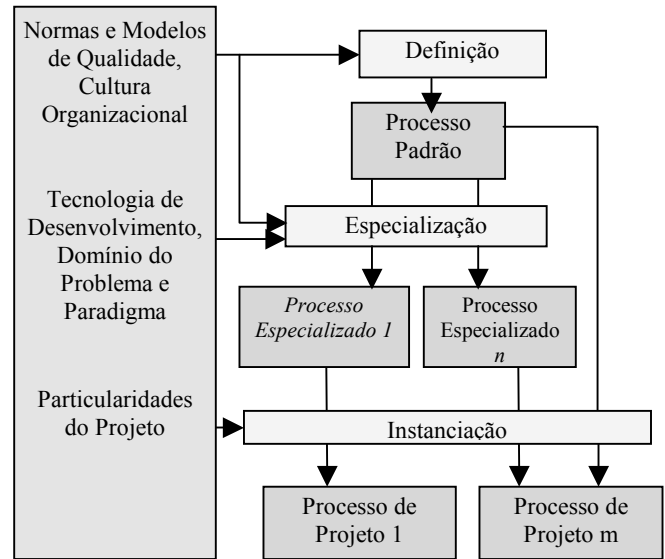 Normas e Modelos
de Qualidade,
Cultura
Organizacional
Tecnologia de
Desenvolvimento,
Domínio do
Problema e
Paradigma
Particularidades
do Projeto
Definição
Processo
Padrão
Especialização
Processo
Especializado 1
Processo
Especializado
n
Instanciação
Processo de
Projeto 1
Processo de
Projeto m